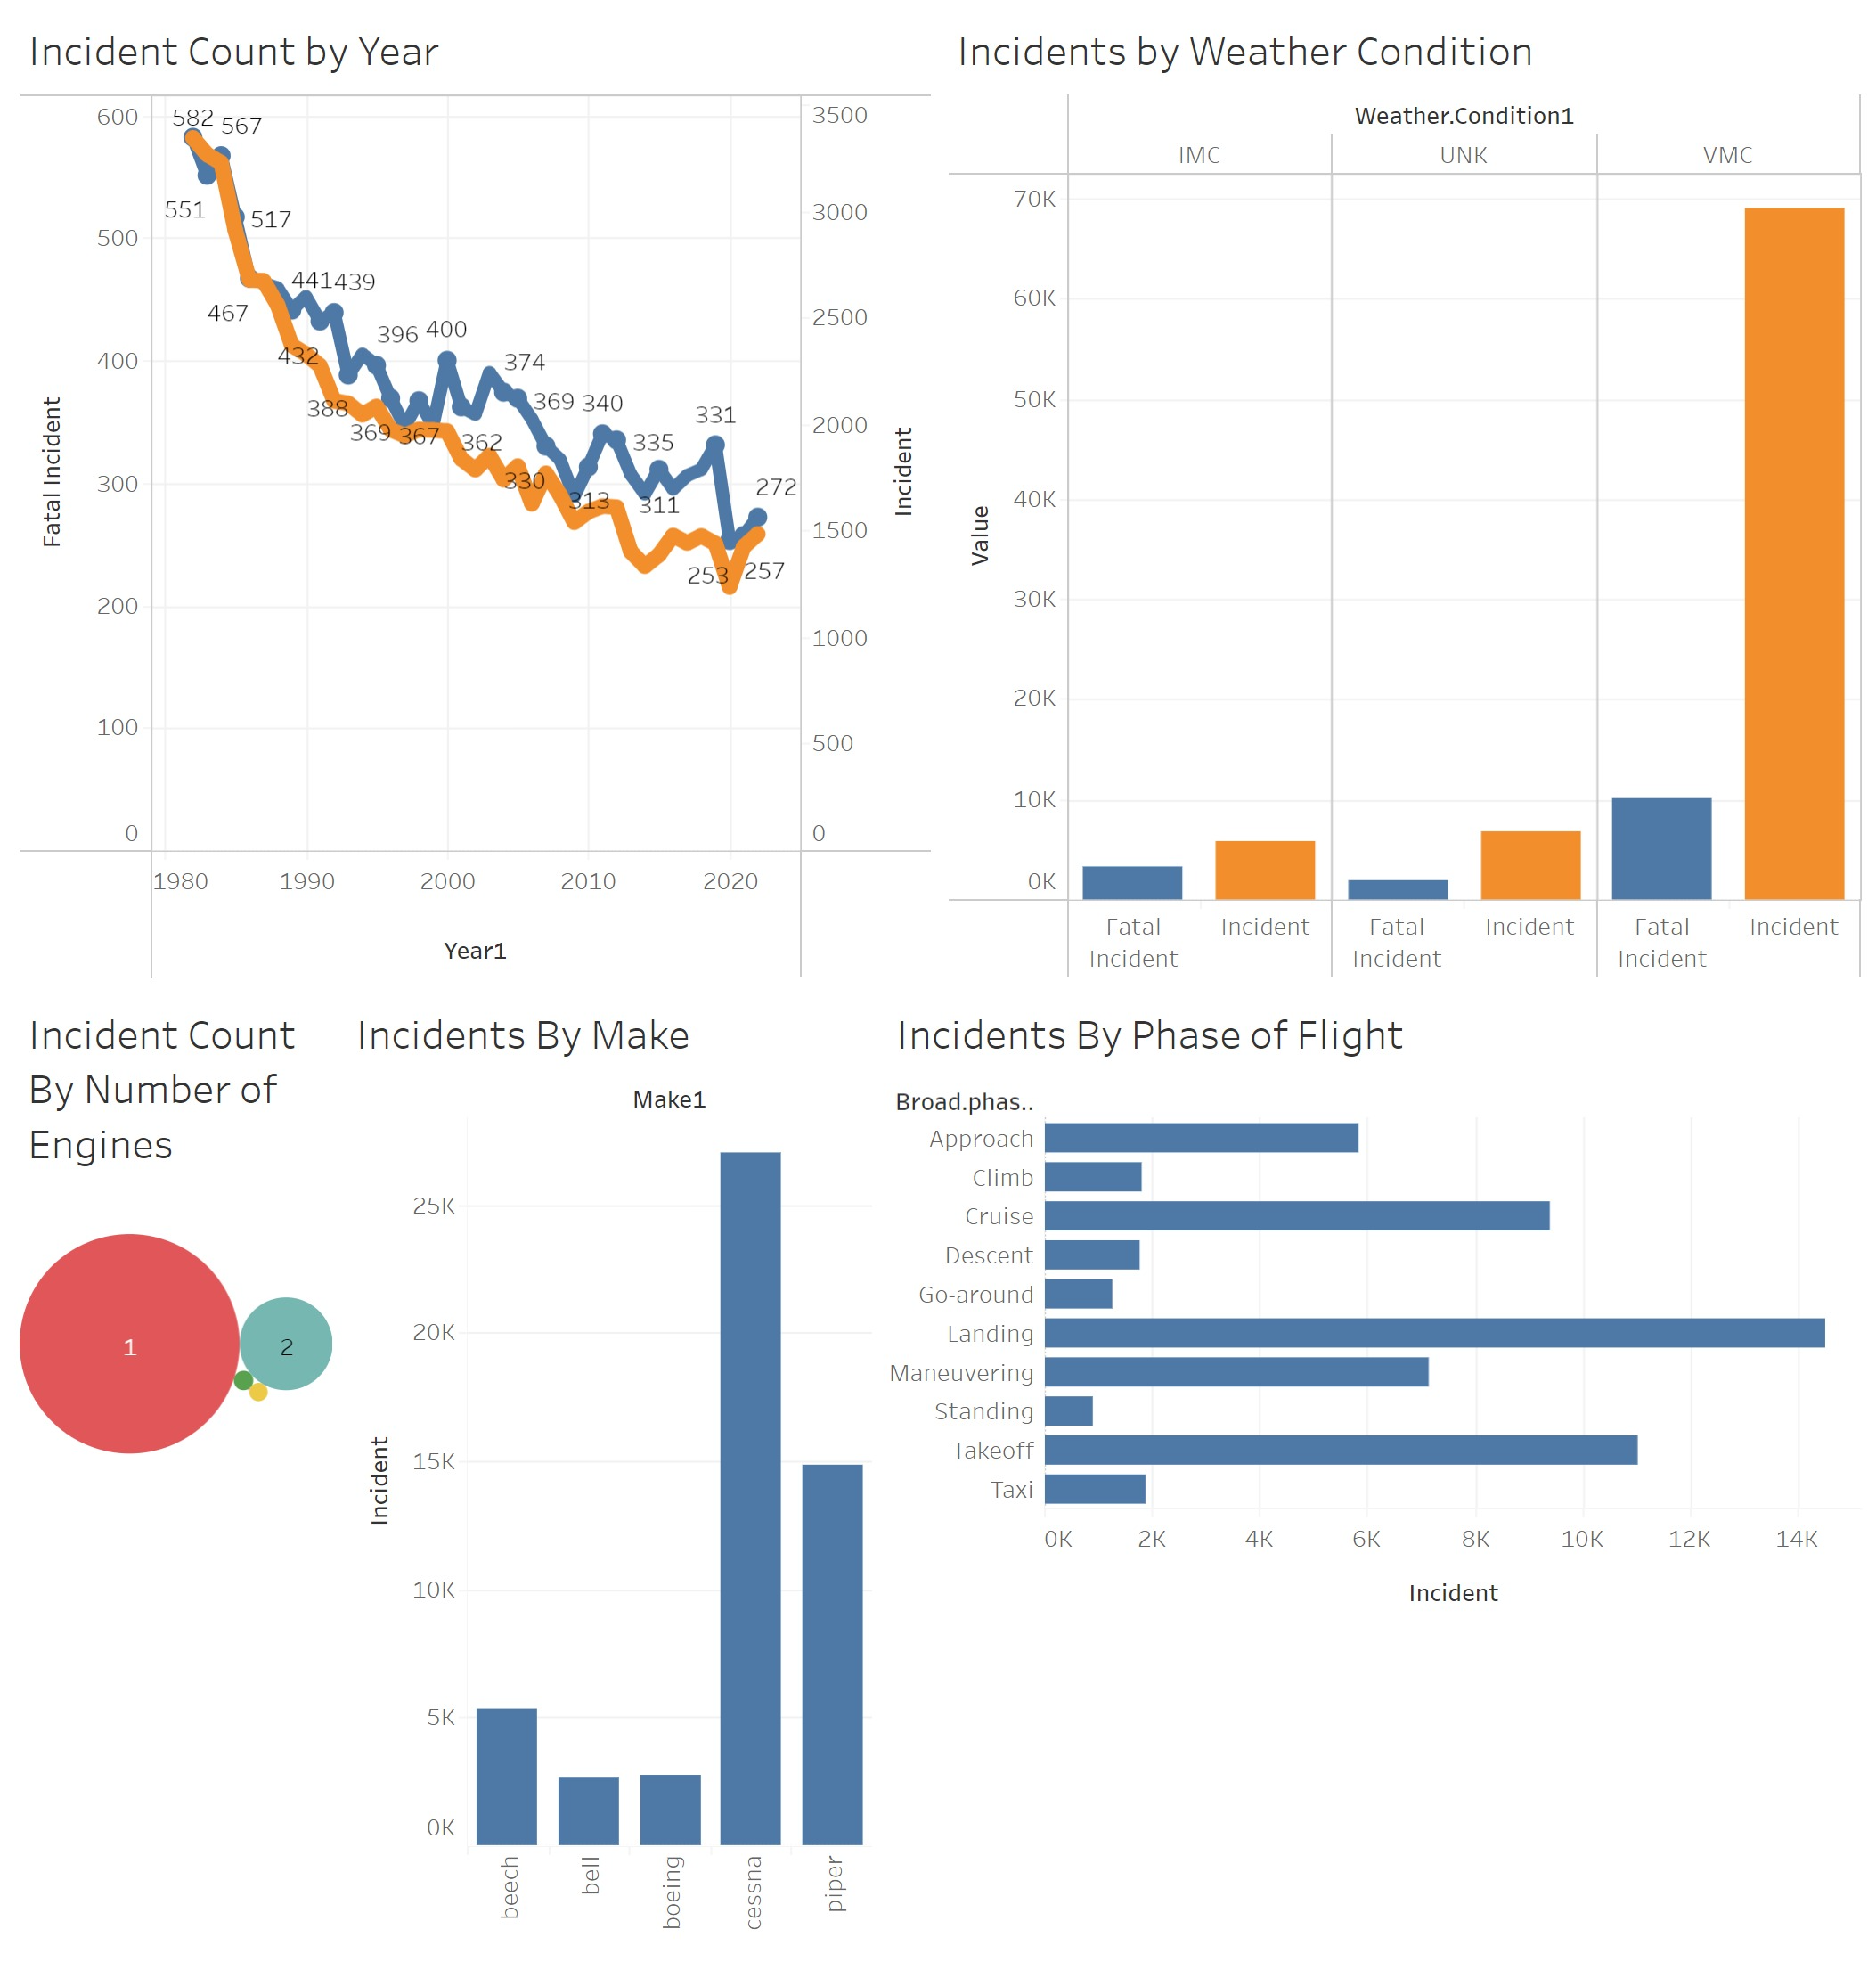 Incident Count by Year
600
500
400
300
200
100
0
Fatal Incident
582
567
551
517
467
441
439
432
396
400
388
369
367
374
362
369
340
330
335
313
311
331
272
253
257
3500
3000
2500
2000
1500
1000
500
0
Incident
1980
1990
2000
2010
2020
Year1
Incidents by Weather Condition
Weather.Condition1
IMC
UNK
VMC
70K
60K
50K
40K
30K
20K
10K
0K
Value
Fatal
Incident
Incident
Fatal
Incident
Incident
Fatal
Incident
Incident
Incident Count
By Number of
Engines
1
2
Incidents By Make
Make1
25K
20K
15K
10K
5K
0K
Incident
beech
bell
boeing
cessna
piper
Incidents By Phase of Flight
Broad.phas..
Approach
Climb
Cruise
Descent
Go-around
Landing
Maneuvering
Standing
Takeoff
Taxi
0K
2K
4K
6K
8K
10K
12K
14K
Incident